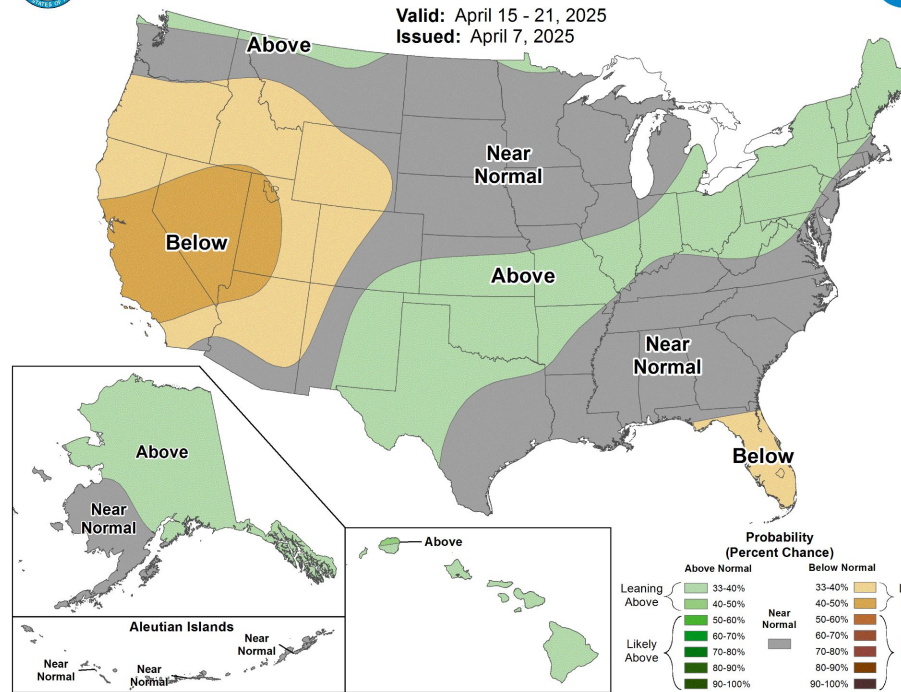 STATES OF
Valid: April 15 - 21, 2025
Issued: April 7, 2025
Above
Near
Normal
Below
Above
Near
Normal
Below
Above
Near
Normal
Above
Aleutian Islands
Near
Normal
Near
Normal
Near
Normal
Probability
(Percent Chance)
Above Normal
Below Normal
Leaning
Above
33-40%
40-50%
50-60%
60-70%
70-80%
80-90%
90-100%
Likely
Above
Near
Normal
33-40%
40-50%
50-60%
60-70%
70-80%
80-90%
90-100%